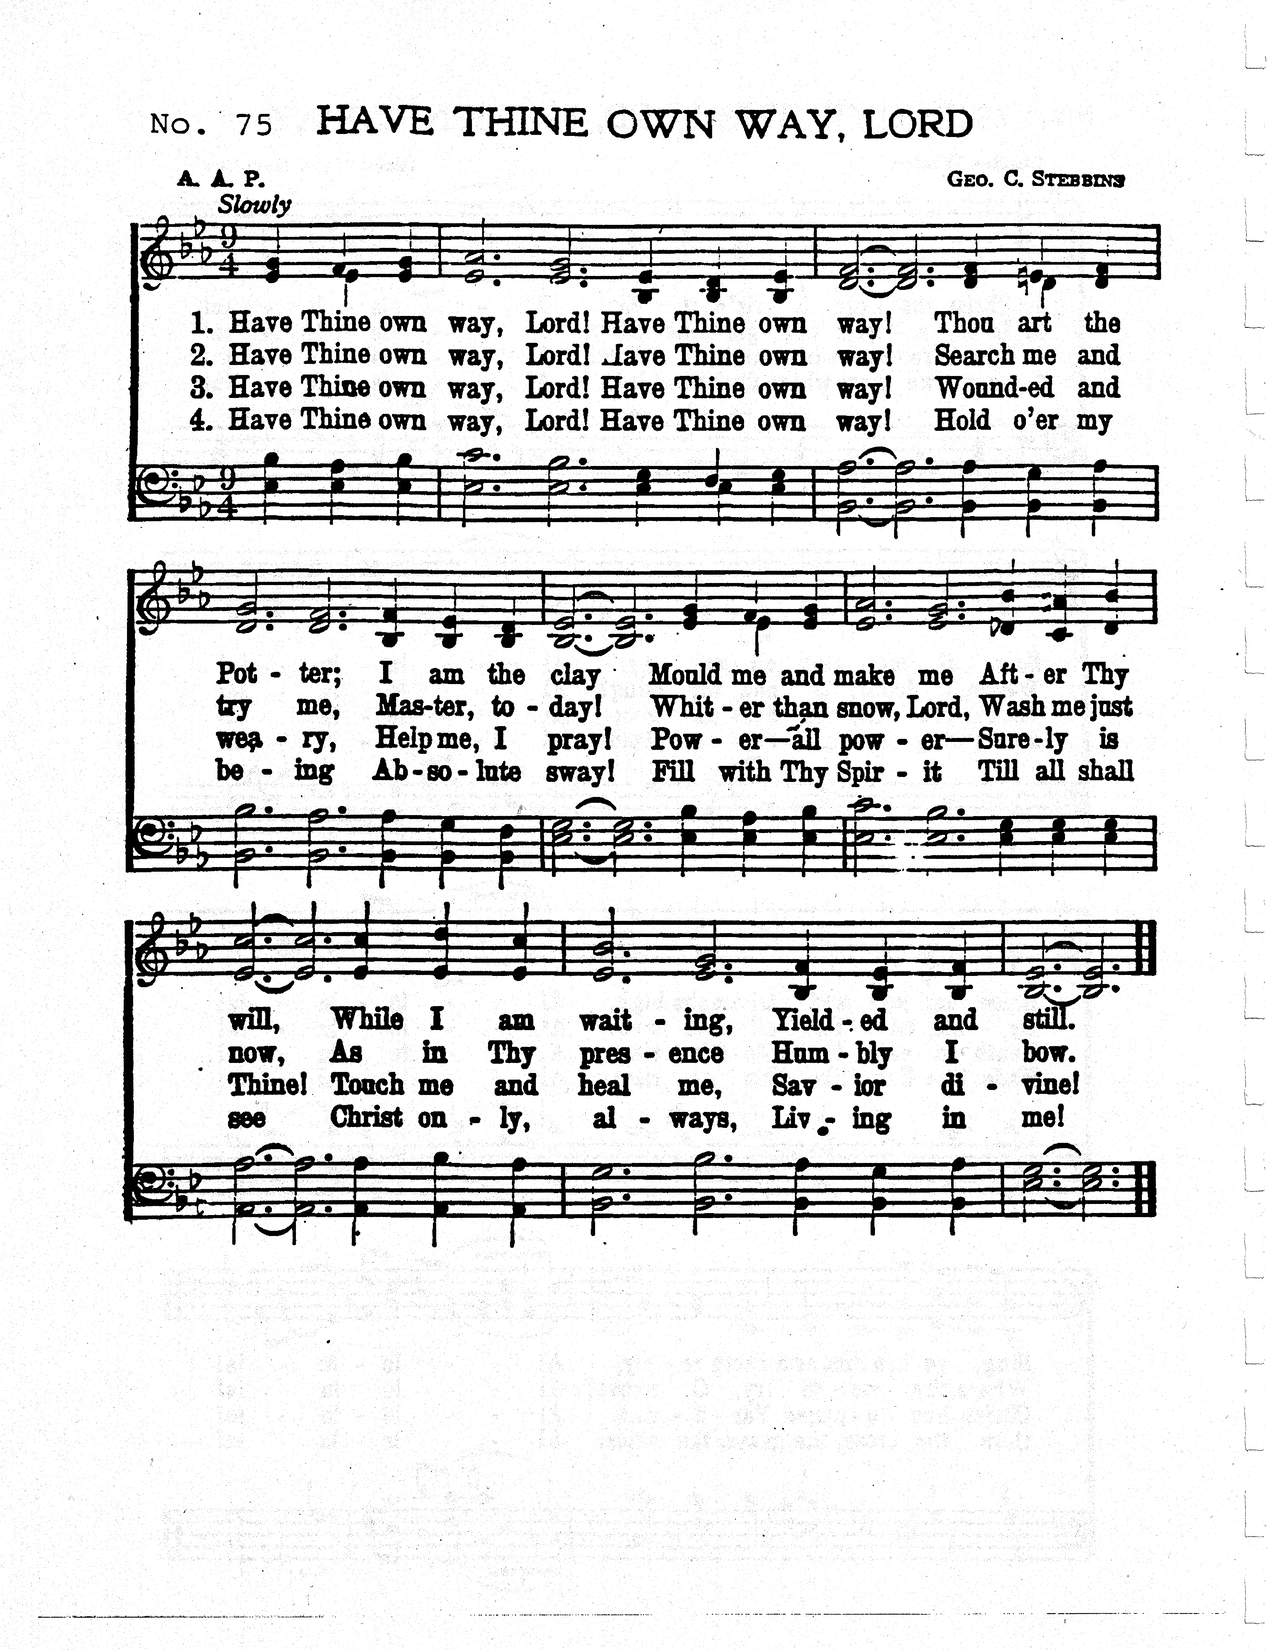 No. 75 HAVE THINE OWN WAY, LORD
A. A. P. GEO. C. STEBBINS
Slowly
9 4
1. Have Thine own way, Lord! Have Thine own way! Thou art the
2. Have Thine own way, Lord! Have Thine own way! Search me and
3. Have Thine own way, Lord! Have Thine own way! Wound-ed and
4. Have Thine own way, Lord! Have Thine own way! Hold o'er my
9 4
Pot - ter; I am the clay Mould me and make me Aft - er Thy
try me, Mas-ter, to - day! Whit - er than snow, Lord, Wash me just
wea - ry, Help me, I pray! Pow - er—all pow - er—Sure-ly is
be - ing Ab - so - lute sway! Fill with Thy Spir - it Till all shall
will, While I am wait - ing, Yield - ed and still.
now, As in Thy pres - ence Hum - bly I bow.
Thine! Touch me and heal me, Sav - ior di - vine!
see Christ on - ly, al - ways, Liv - ing in me!